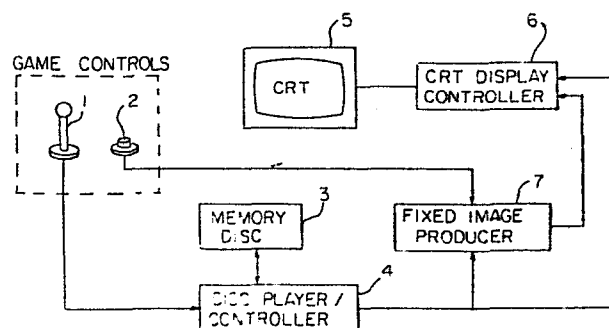 5
6
GAME CONTROLS
1
2
CRT
CRT DISPLAY
CONTROLLER
3
7
MEMORY
DISC
FIXED IMAGE
PRODUCER
4
DISC PLAYER /
CONTROLLER